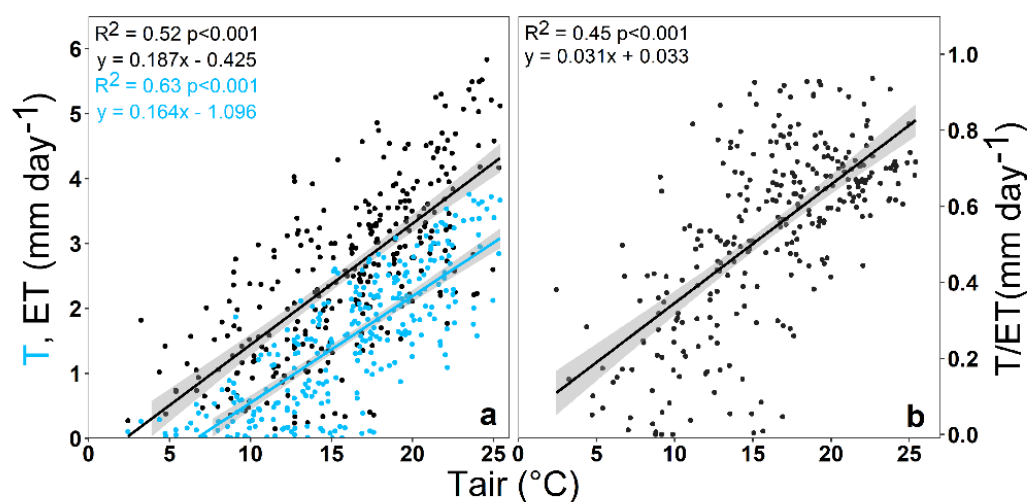 R2 = 0.52 p<0.001
y = 0.187x - 0.425
R2 = 0.63 p<0.001
y = 0.164x - 1.096
T, ET (mm day-1)
6
5
4
3
2
1
0
0 5 10 15 20 25
a
R2 = 0.45 p<0.001
y = 0.031x + 0.033
1.0
0.8
0.6
0.4
0.2
0.0
T/ET(mm day-1)
0 5 10 15 20 25
b
Tair (°C)